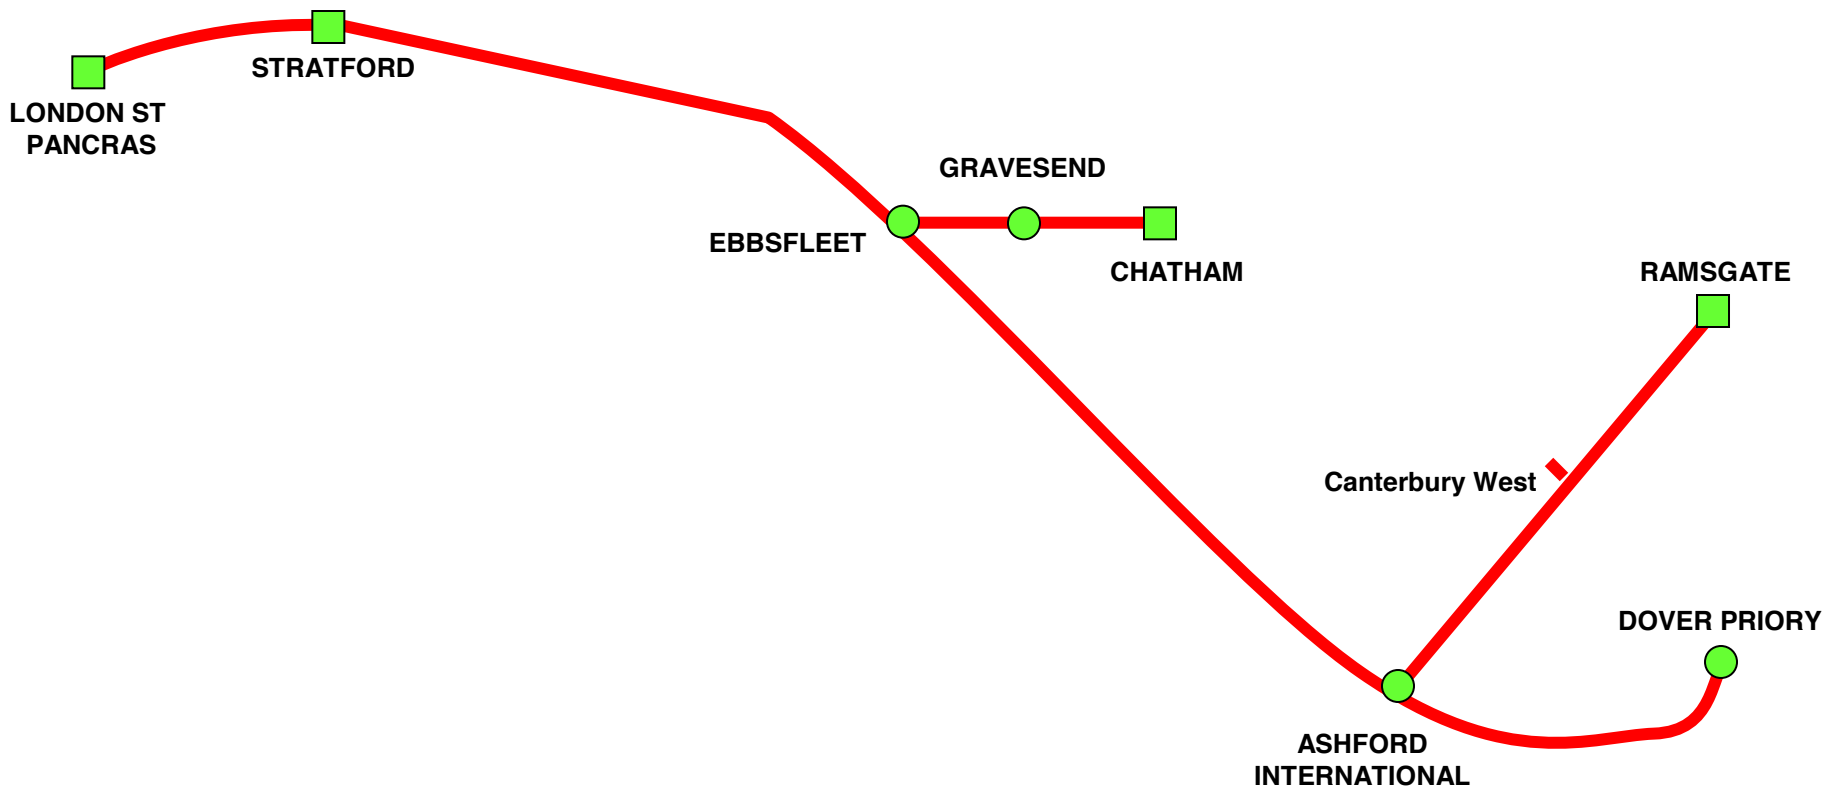 STRATFORD
LONDON ST
PANCRAS
GRAVESEND
EBBSFLEET
CHATHAM
RAMSGATE
Canterbury West
DOVER PRIORY
ASHFORD
INTERNATIONAL